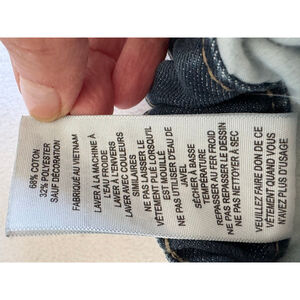 68% COTON
32% POLYESTER
SAUF DÉCORATION
FABRIQUÉ AU VIETNAM
LAVER À LA MACHINE À
L'EAU FROIDE
LAVER À L'ENVERS
LAVER AVEC COULEURS
SIMILAIRES
NE PAS LAISSER LE
VÊTEMENT PLIÉ LORSQU'IL
EST MOUILLÉ
NE PAS UTILISER D'EAU DE
JAVEL
SÉCHER À BASSE
TEMPÉRATURE
REPASSER AU FER FROID
NE PAS REPASSER LE DESSIN
NE PAS NETTOYER À SEC
VEUILLEZ FAIRE DON DE CE
VÊTEMENT QUAND VOUS
N'AVEZ PLUS